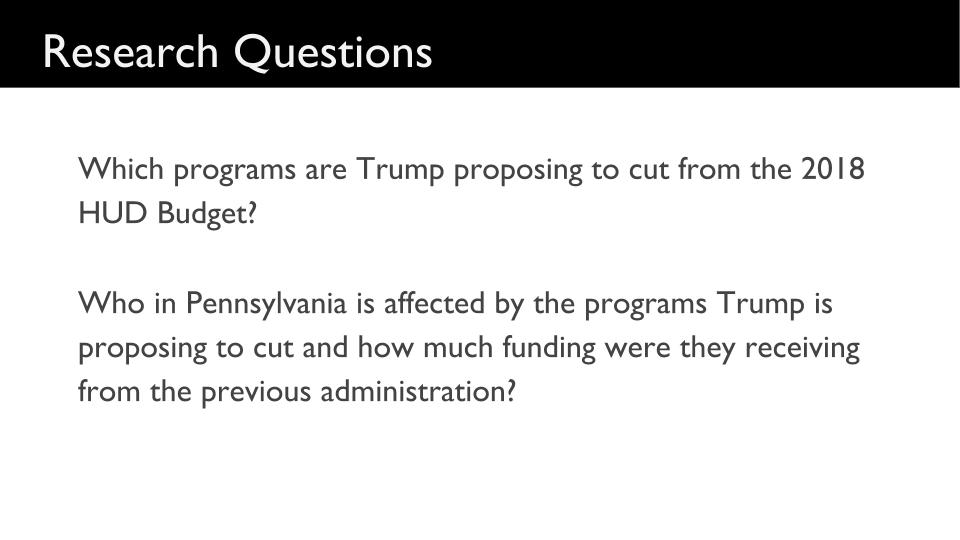 Research Questions
Which programs are Trump proposing to cut from the 2018
HUD Budget?
Who in Pennsylvania is affected by the programs Trump is
proposing to cut and how much funding were they receiving
from the previous administration?